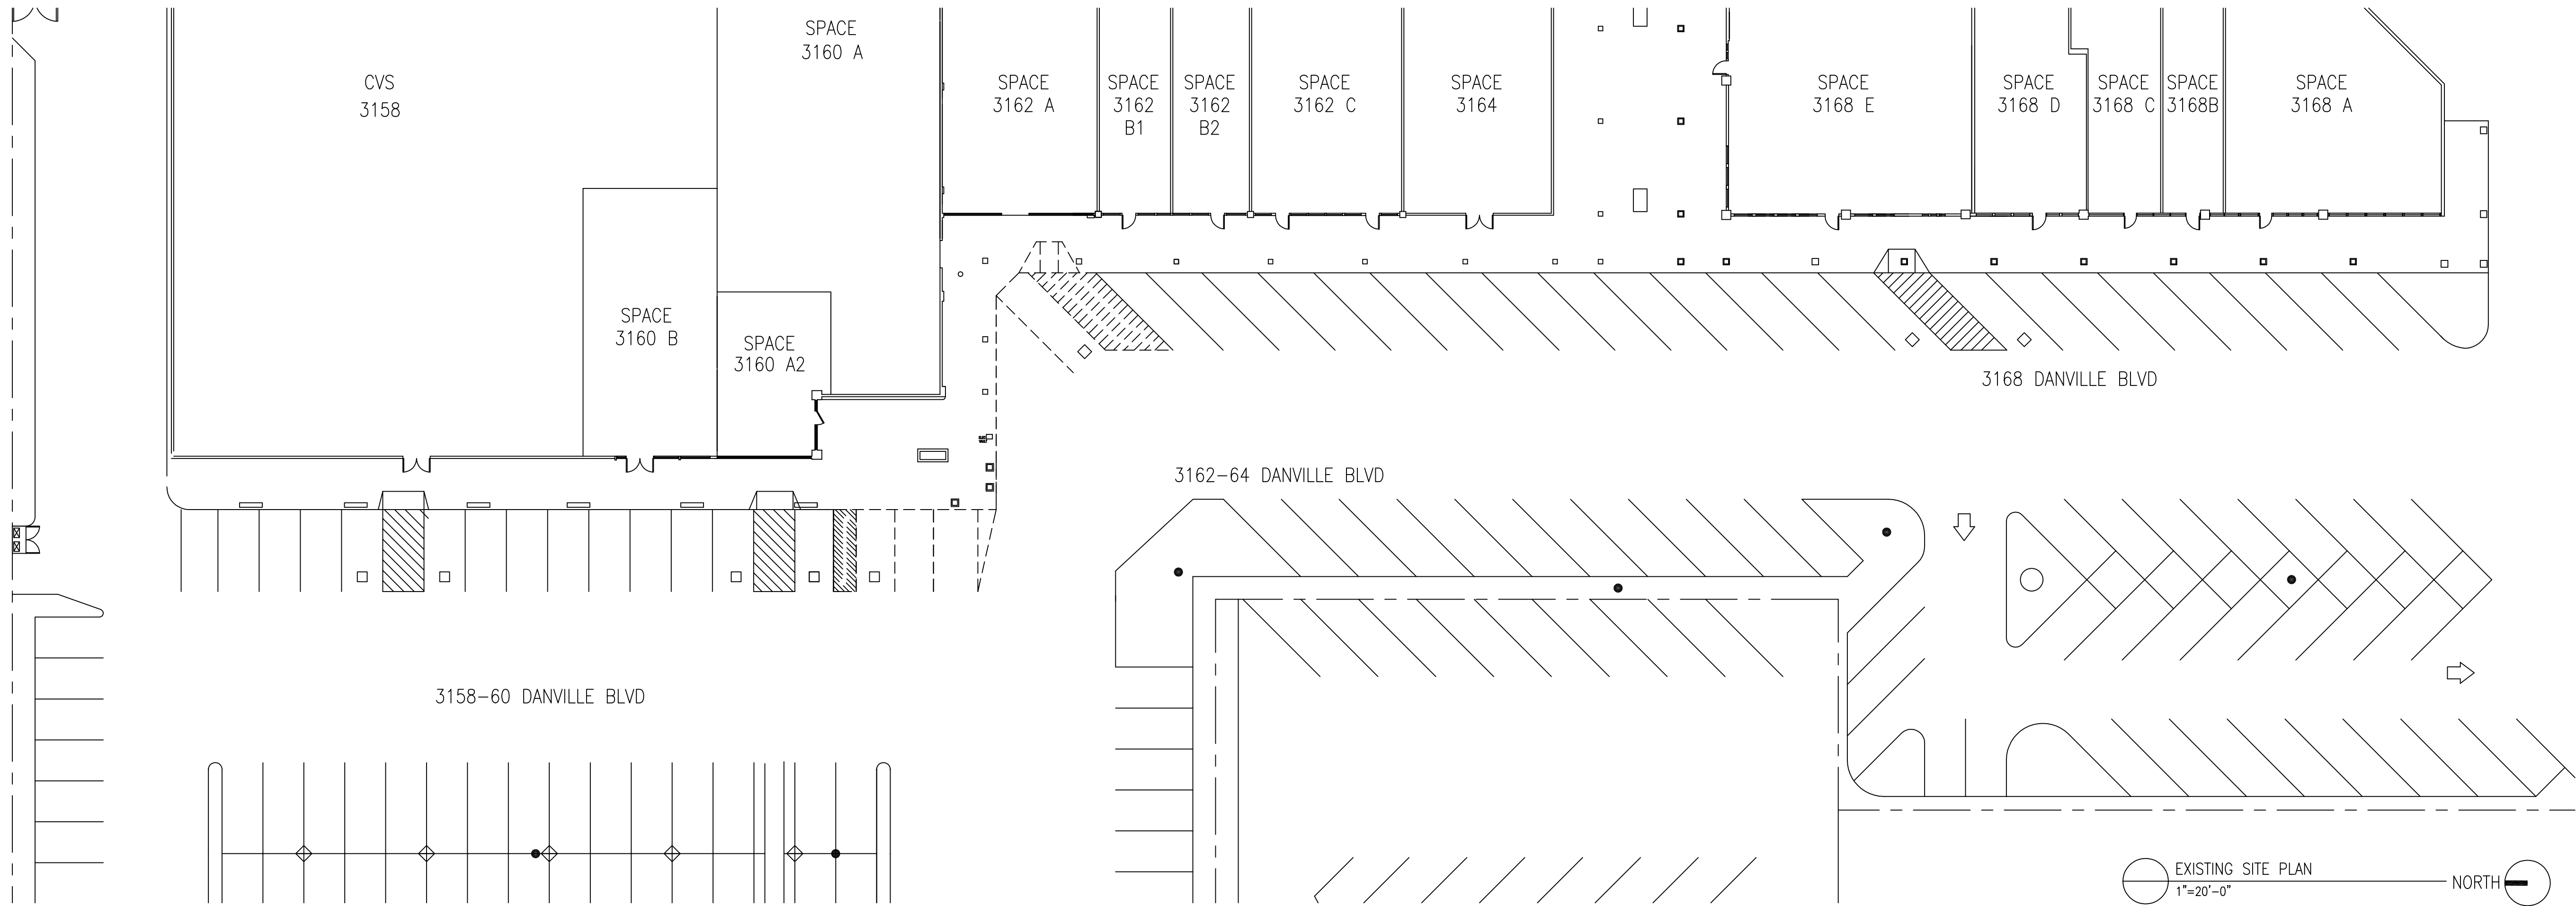 CVS
3158
SPACE
3160 A
SPACE
3162 A
SPACE
3162
B1
SPACE
3162
B2
SPACE
3162 C
SPACE
3164
SPACE
3168 E
SPACE
3168 D
SPACE
3168 C
SPACE
3168B
SPACE
3168 A
SPACE
3160 B
SPACE
3160 A2
3168 DANVILLE BLVD
3162-64 DANVILLE BLVD
3158-60 DANVILLE BLVD
EXISTING SITE PLAN
1"=20'-0"
NORTH